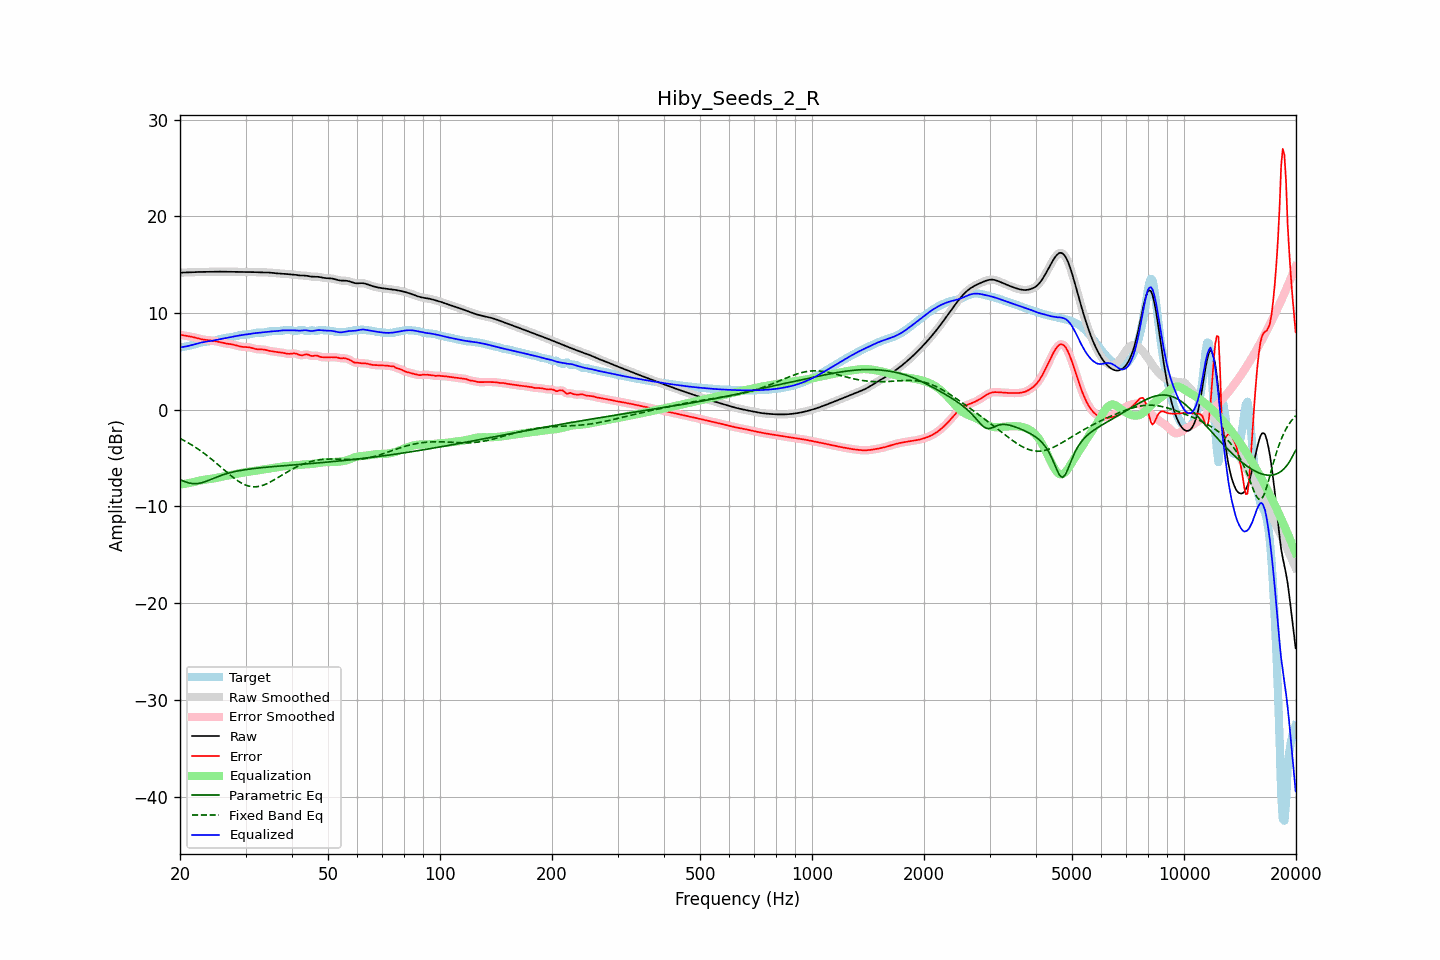 Hiby_Seeds_2_R
30
20
10
0
−10
−20
−30
−40
Amplitude (dBr)
Target
Raw Smoothed
Error Smoothed
Raw
Error
Equalization
Parametric Eq
Fixed Band Eq
Equalized
20 50 100 200 500 1000 2000 5000 10000 20000
Frequency (Hz)